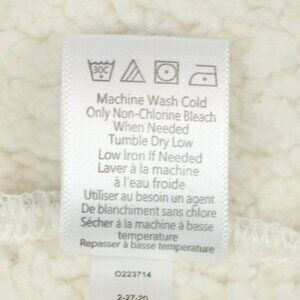 30C
Machine Wash Cold
Only Non-Chlorine Bleach
When Needed
Tumble Dry Low
Low Iron If Needed
Laver à la machine
à l'eau froide
Utiliser au besoin un agent
De blanchiment sans chlore
Sécher à la machine à basse
temperature
Repasser à basse temperature
O223714
2-27-20